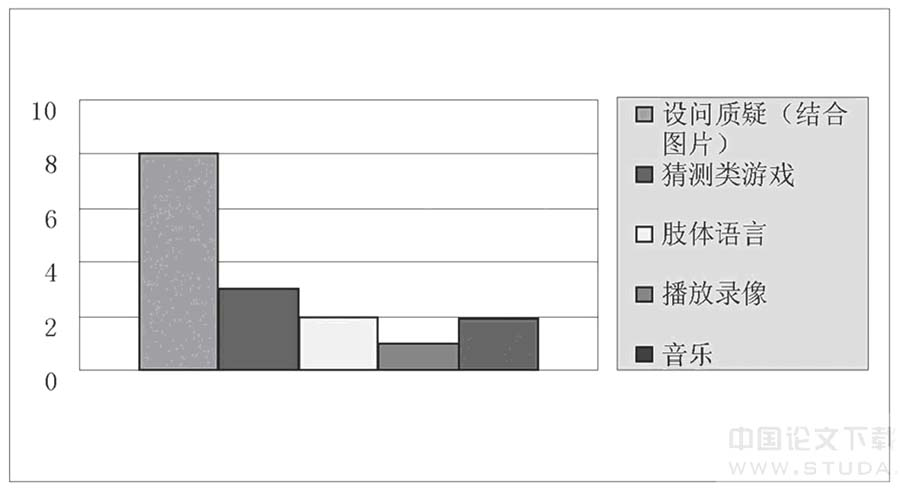 10
8
6
4
2
0
设问质疑（结合
图片）
猜测类游戏
肢体语言
播放录像
音乐
中国论文下载
www.STUDA.